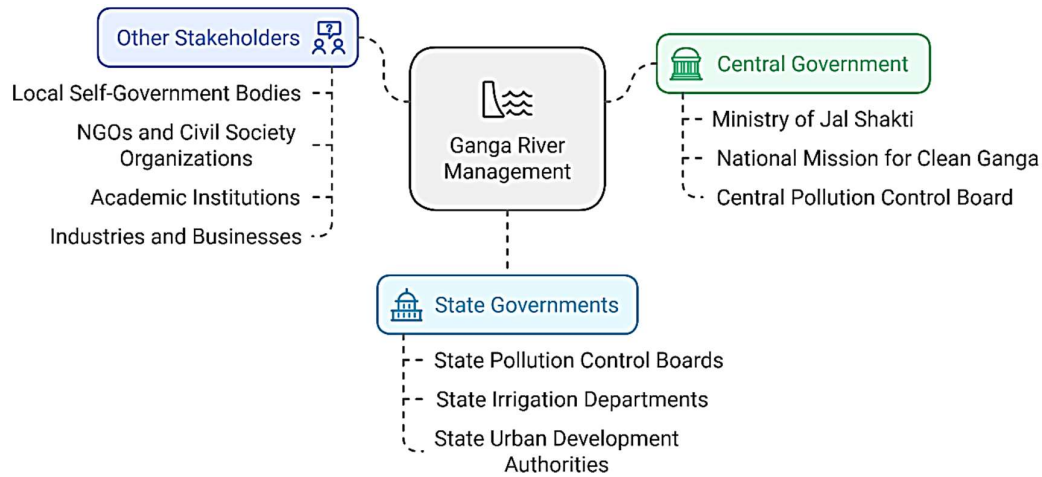 Other Stakeholders
Local Self-Government Bodies
NGOs and Civil Society
Organizations
Academic Institutions
Industries and Businesses
Ganga River
Management
Central Government
Ministry of Jal Shakti
National Mission for Clean Ganga
Central Pollution Control Board
State Governments
State Pollution Control Boards
State Irrigation Departments
State Urban Development
Authorities